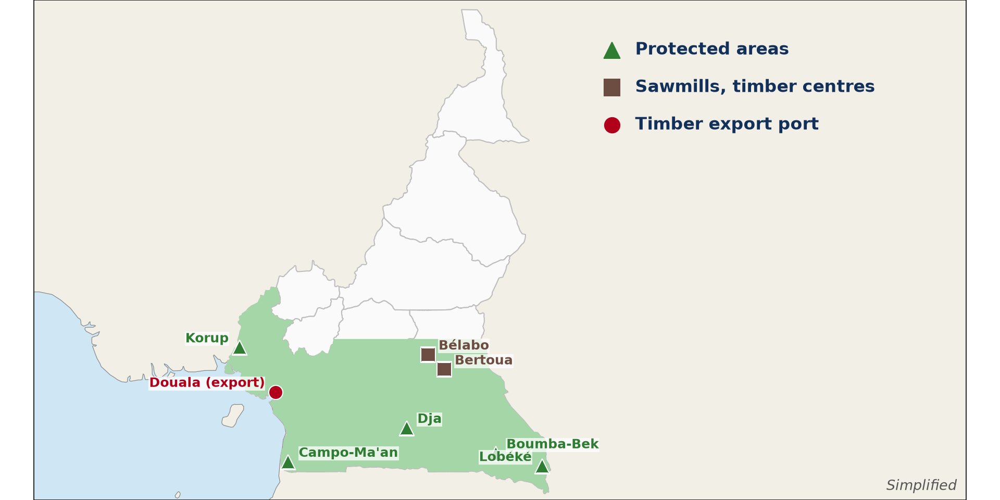 Protected areas
Sawmills, timber centres
Timber export port
Korup
Bélabo
Bertoua
Douala (export)
Dja
Boumba-Bek
Campo-Ma'an
Lobéké
Simplified